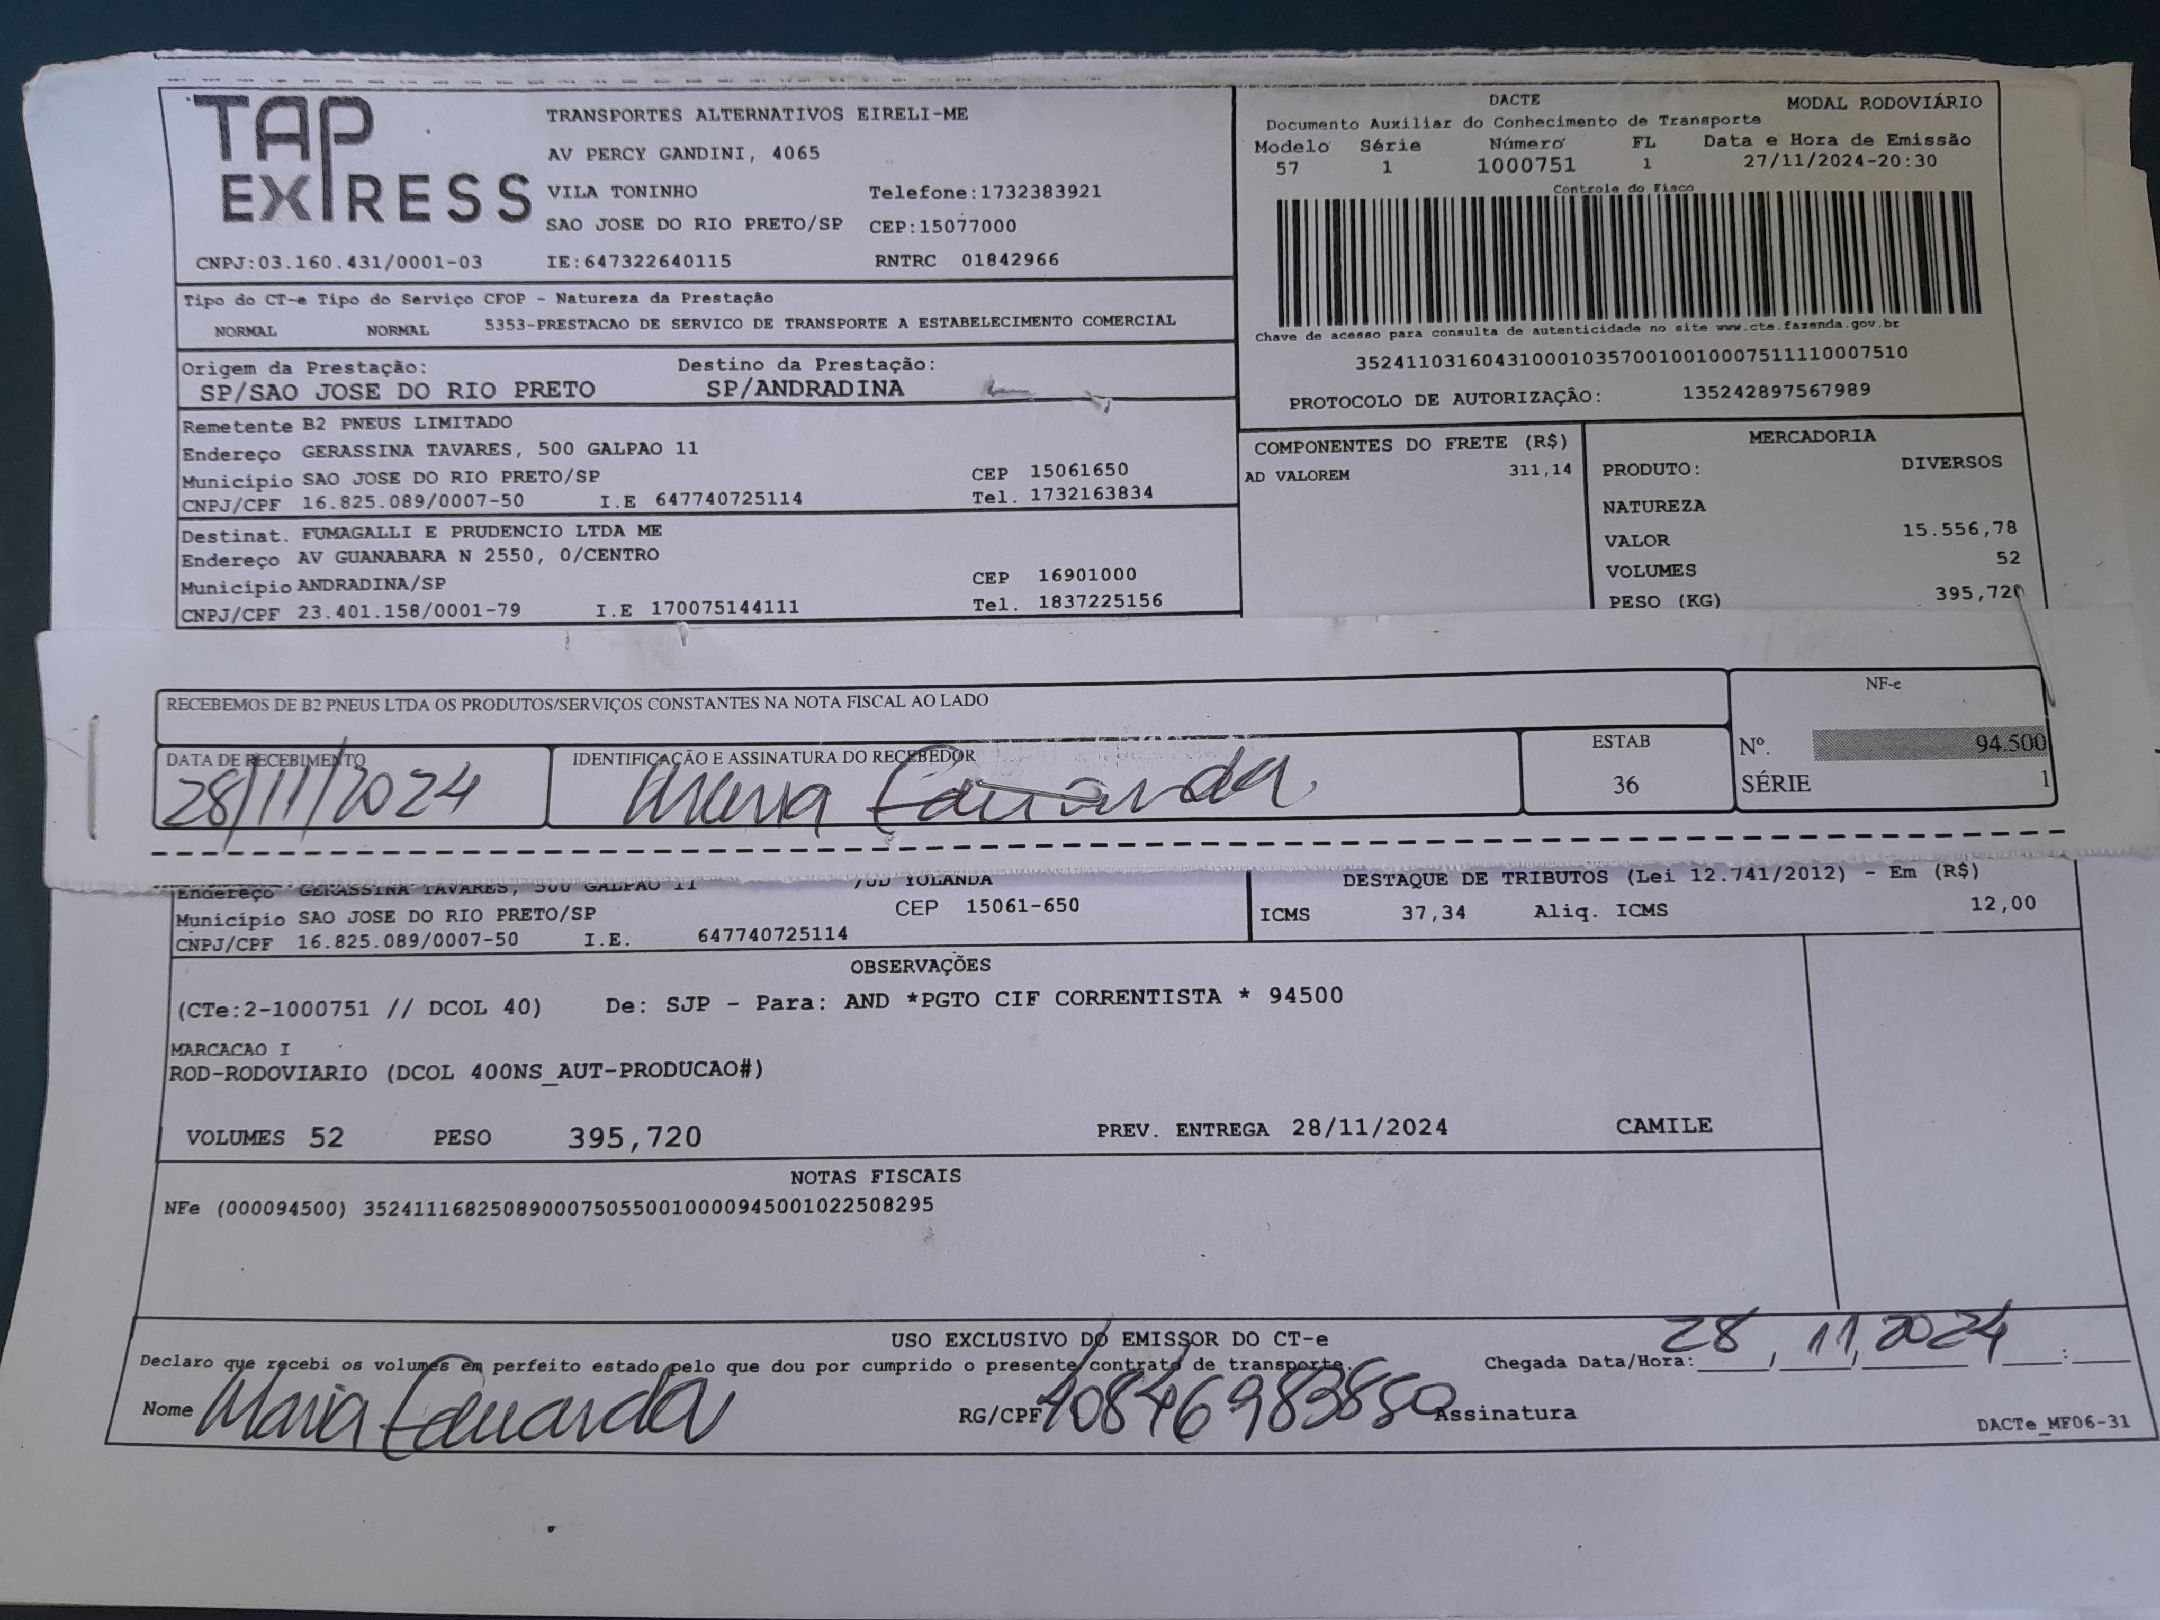 TAP EXPRESS
TRANSPORTES ALTERNATIVOS EIRELI-ME
AV PERCY GANDINI, 4065
VILA TONINHO Telefone:1732383921
SAO JOSE DO RIO PRETO/SP CEP:15077000
CNPJ:03.160.431/0001-03 IE:647322640115 RNTRC 01842966
DACTE MODAL RODOVIÁRIO
Documento Auxiliar do Conhecimento de Transporte
Modelo Série Número FL Data e Hora de Emissão
57 1 1000751 1 27/11/2024-20:30
Controle do Fisco
Chave de acesso para consulta de autenticidade no site www.cte.fazenda.gov.br
35241103160431000103570010010007511110007510
PROTOCOLO DE AUTORIZAÇÃO: 135242897567989
Tipo do CT-e Tipo do Serviço CFOP - Natureza da Prestação
NORMAL NORMAL 5353-PRESTACAO DE SERVICO DE TRANSPORTE A ESTABELECIMENTO COMERCIAL
Origem da Prestação: Destino da Prestação:
SP/SAO JOSE DO RIO PRETO SP/ANDRADINA
Remetente B2 PNEUS LIMITADO
Endereço GERASSINA TAVARES, 500 GALPAO 11
Município SAO JOSE DO RIO PRETO/SP CEP 15061650
CNPJ/CPF 16.825.089/0007-50 I.E 647740725114 Tel. 1732163834
Destinat. FUMAGALLI E PRUDENCIO LTDA ME
Endereço AV GUANABARA N 2550, 0/CENTRO
Município ANDRADINA/SP CEP 16901000
CNPJ/CPF 23.401.158/0001-79 I.E 170075144111 Tel. 1837225156
COMPONENTES DO FRETE (R$)
AD VALOREM 311,14
MERCADORIA
PRODUTO: DIVERSOS
NATUREZA
VALOR 15.556,78
VOLUMES 52
PESO (KG) 395,720
RECEBEMOS DE B2 PNEUS LTDA OS PRODUTOS/SERVIÇOS CONSTANTES NA NOTA FISCAL AO LADO
DATA DE RECEBIMENTO
28/11/2024
IDENTIFICAÇÃO E ASSINATURA DO RECEBEDOR
Maria Eduarda
ESTAB
36
NF-e
Nº. 94.500
SÉRIE 1
Endereço GERASSINA TAVARES, 500 GALPAO 11 /JD YOLANDA
Município SAO JOSE DO RIO PRETO/SP CEP 15061-650
CNPJ/CPF 16.825.089/0007-50 I.E. 647740725114
DESTAQUE DE TRIBUTOS (Lei 12.741/2012) - Em (R$)
ICMS 37,34 Aliq. ICMS 12,00
OBSERVAÇÕES
(CTe:2-1000751 // DCOL 40) De: SJP - Para: AND *PGTO CIF CORRENTISTA * 94500
MARCACAO I
ROD-RODOVIARIO (DCOL 400NS_AUT-PRODUCAO#)
VOLUMES 52 PESO 395,720 PREV. ENTREGA 28/11/2024 CAMILE
NOTAS FISCAIS
NFe (000094500) 35241116825089000750550010000945001022508295
USO EXCLUSIVO DO EMISSOR DO CT-e
Declaro que recebi os volumes em perfeito estado pelo que dou por cumprido o presente contrato de transporte.
Chegada Data/Hora: 28/11/2024 :
Nome Maria Eduarda RG/CPF 40846983850 Assinatura
DACTe_MF06-31